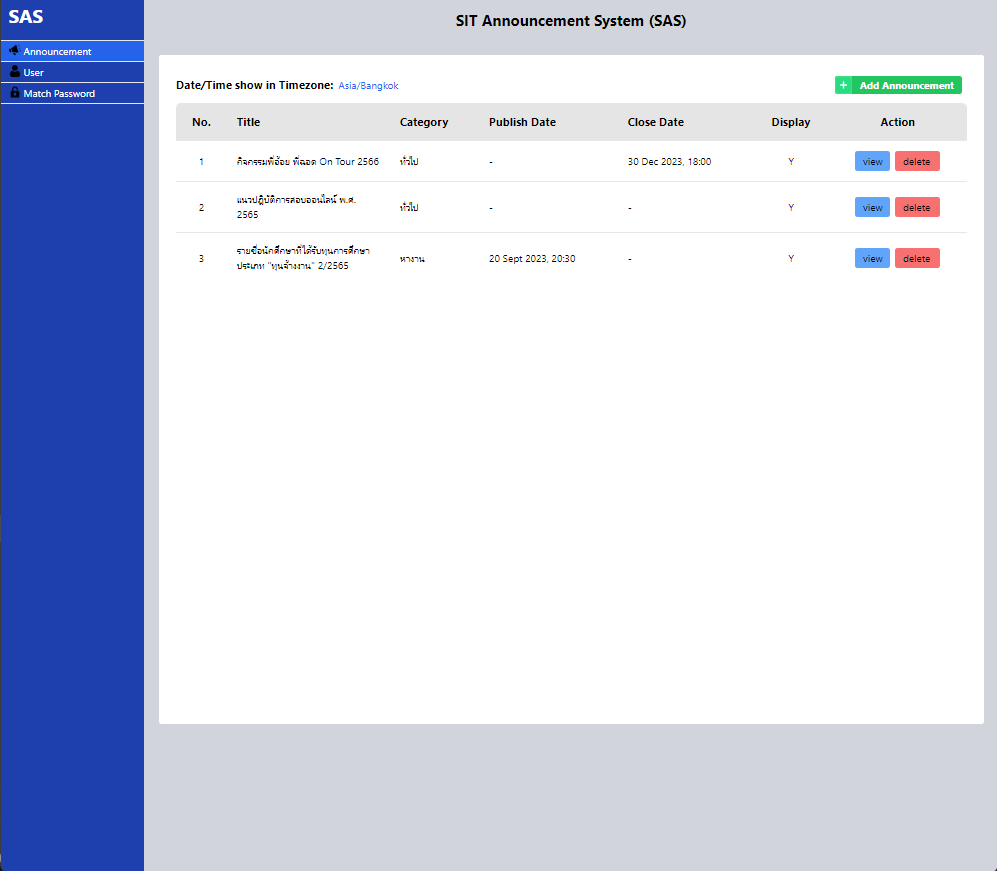 SAS
Announcement
User
Match Password
SIT Announcement System (SAS)
Date/Time show in Timezone: Asia/Bangkok
+ Add Announcement
No. Title Category Publish Date Close Date Display Action
1 กิจกรรมพี่อ้อย พี่ฉอด On Tour 2566 ทั่วไป - 30 Dec 2023, 18:00 Y view delete
2 แนวปฏิบัติการสอบออนไลน์ พ.ศ. 2565 ทั่วไป - - Y view delete
3 รายชื่อนักศึกษาที่ได้รับทุนการศึกษา ประเภท "ทุนจ้างงาน" 2/2565 หางาน 20 Sept 2023, 20:30 - Y view delete